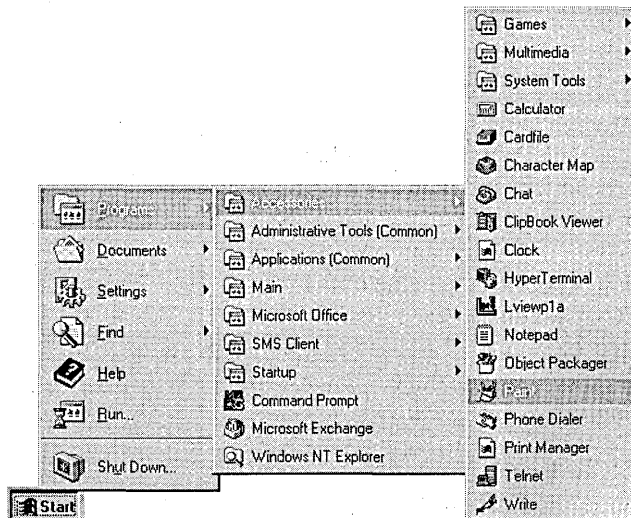 Programs
Documents
Settings
Find
Help
Run...
Shut Down...
Start
Accessories
Administrative Tools (Common)
Applications (Common)
Main
Microsoft Office
SMS Client
Startup
Command Prompt
Microsoft Exchange
Windows NT Explorer
Games
Multimedia
System Tools
Calculator
Cardfile
Character Map
Chat
ClipBook Viewer
Clock
HyperTerminal
Lviewp1a
Notepad
Object Packager
Paint
Phone Dialer
Print Manager
Telnet
Write